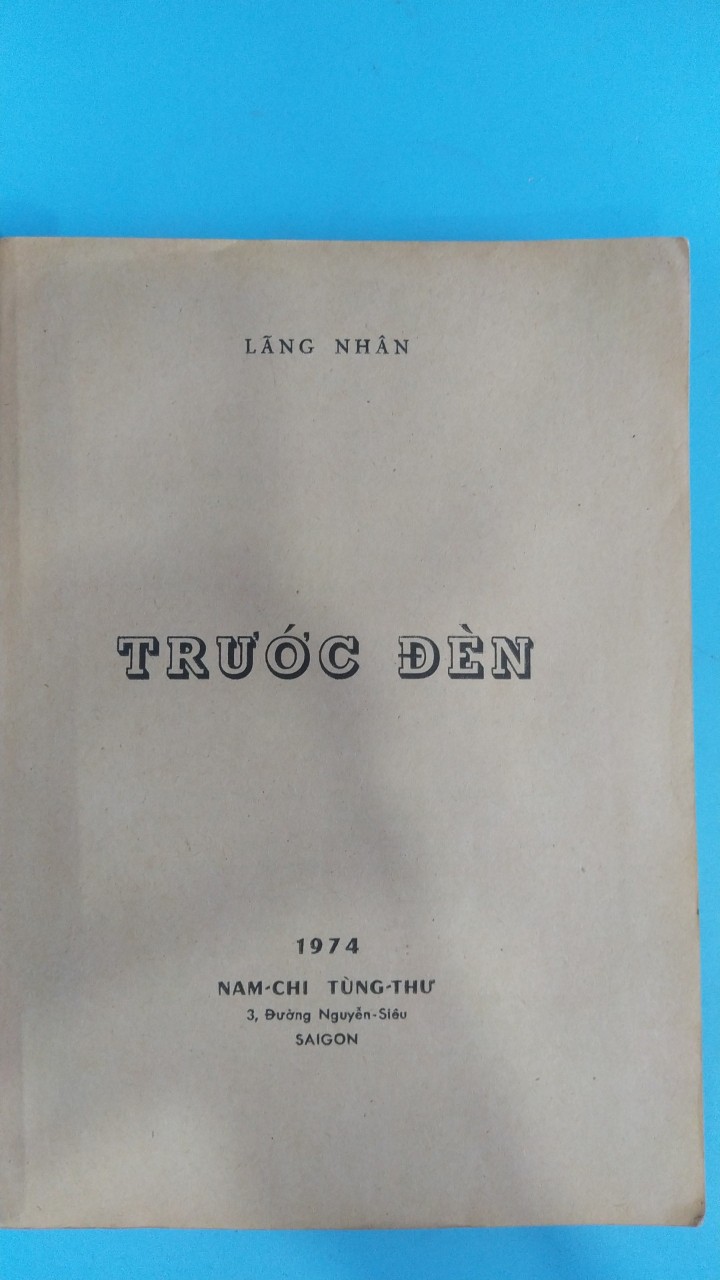 LÃNG NHÂN
TRƯỚC ĐÈN
1974
NAM-CHI TÙNG-THƯ
3, Đường Nguyễn-Siêu
SAIGON